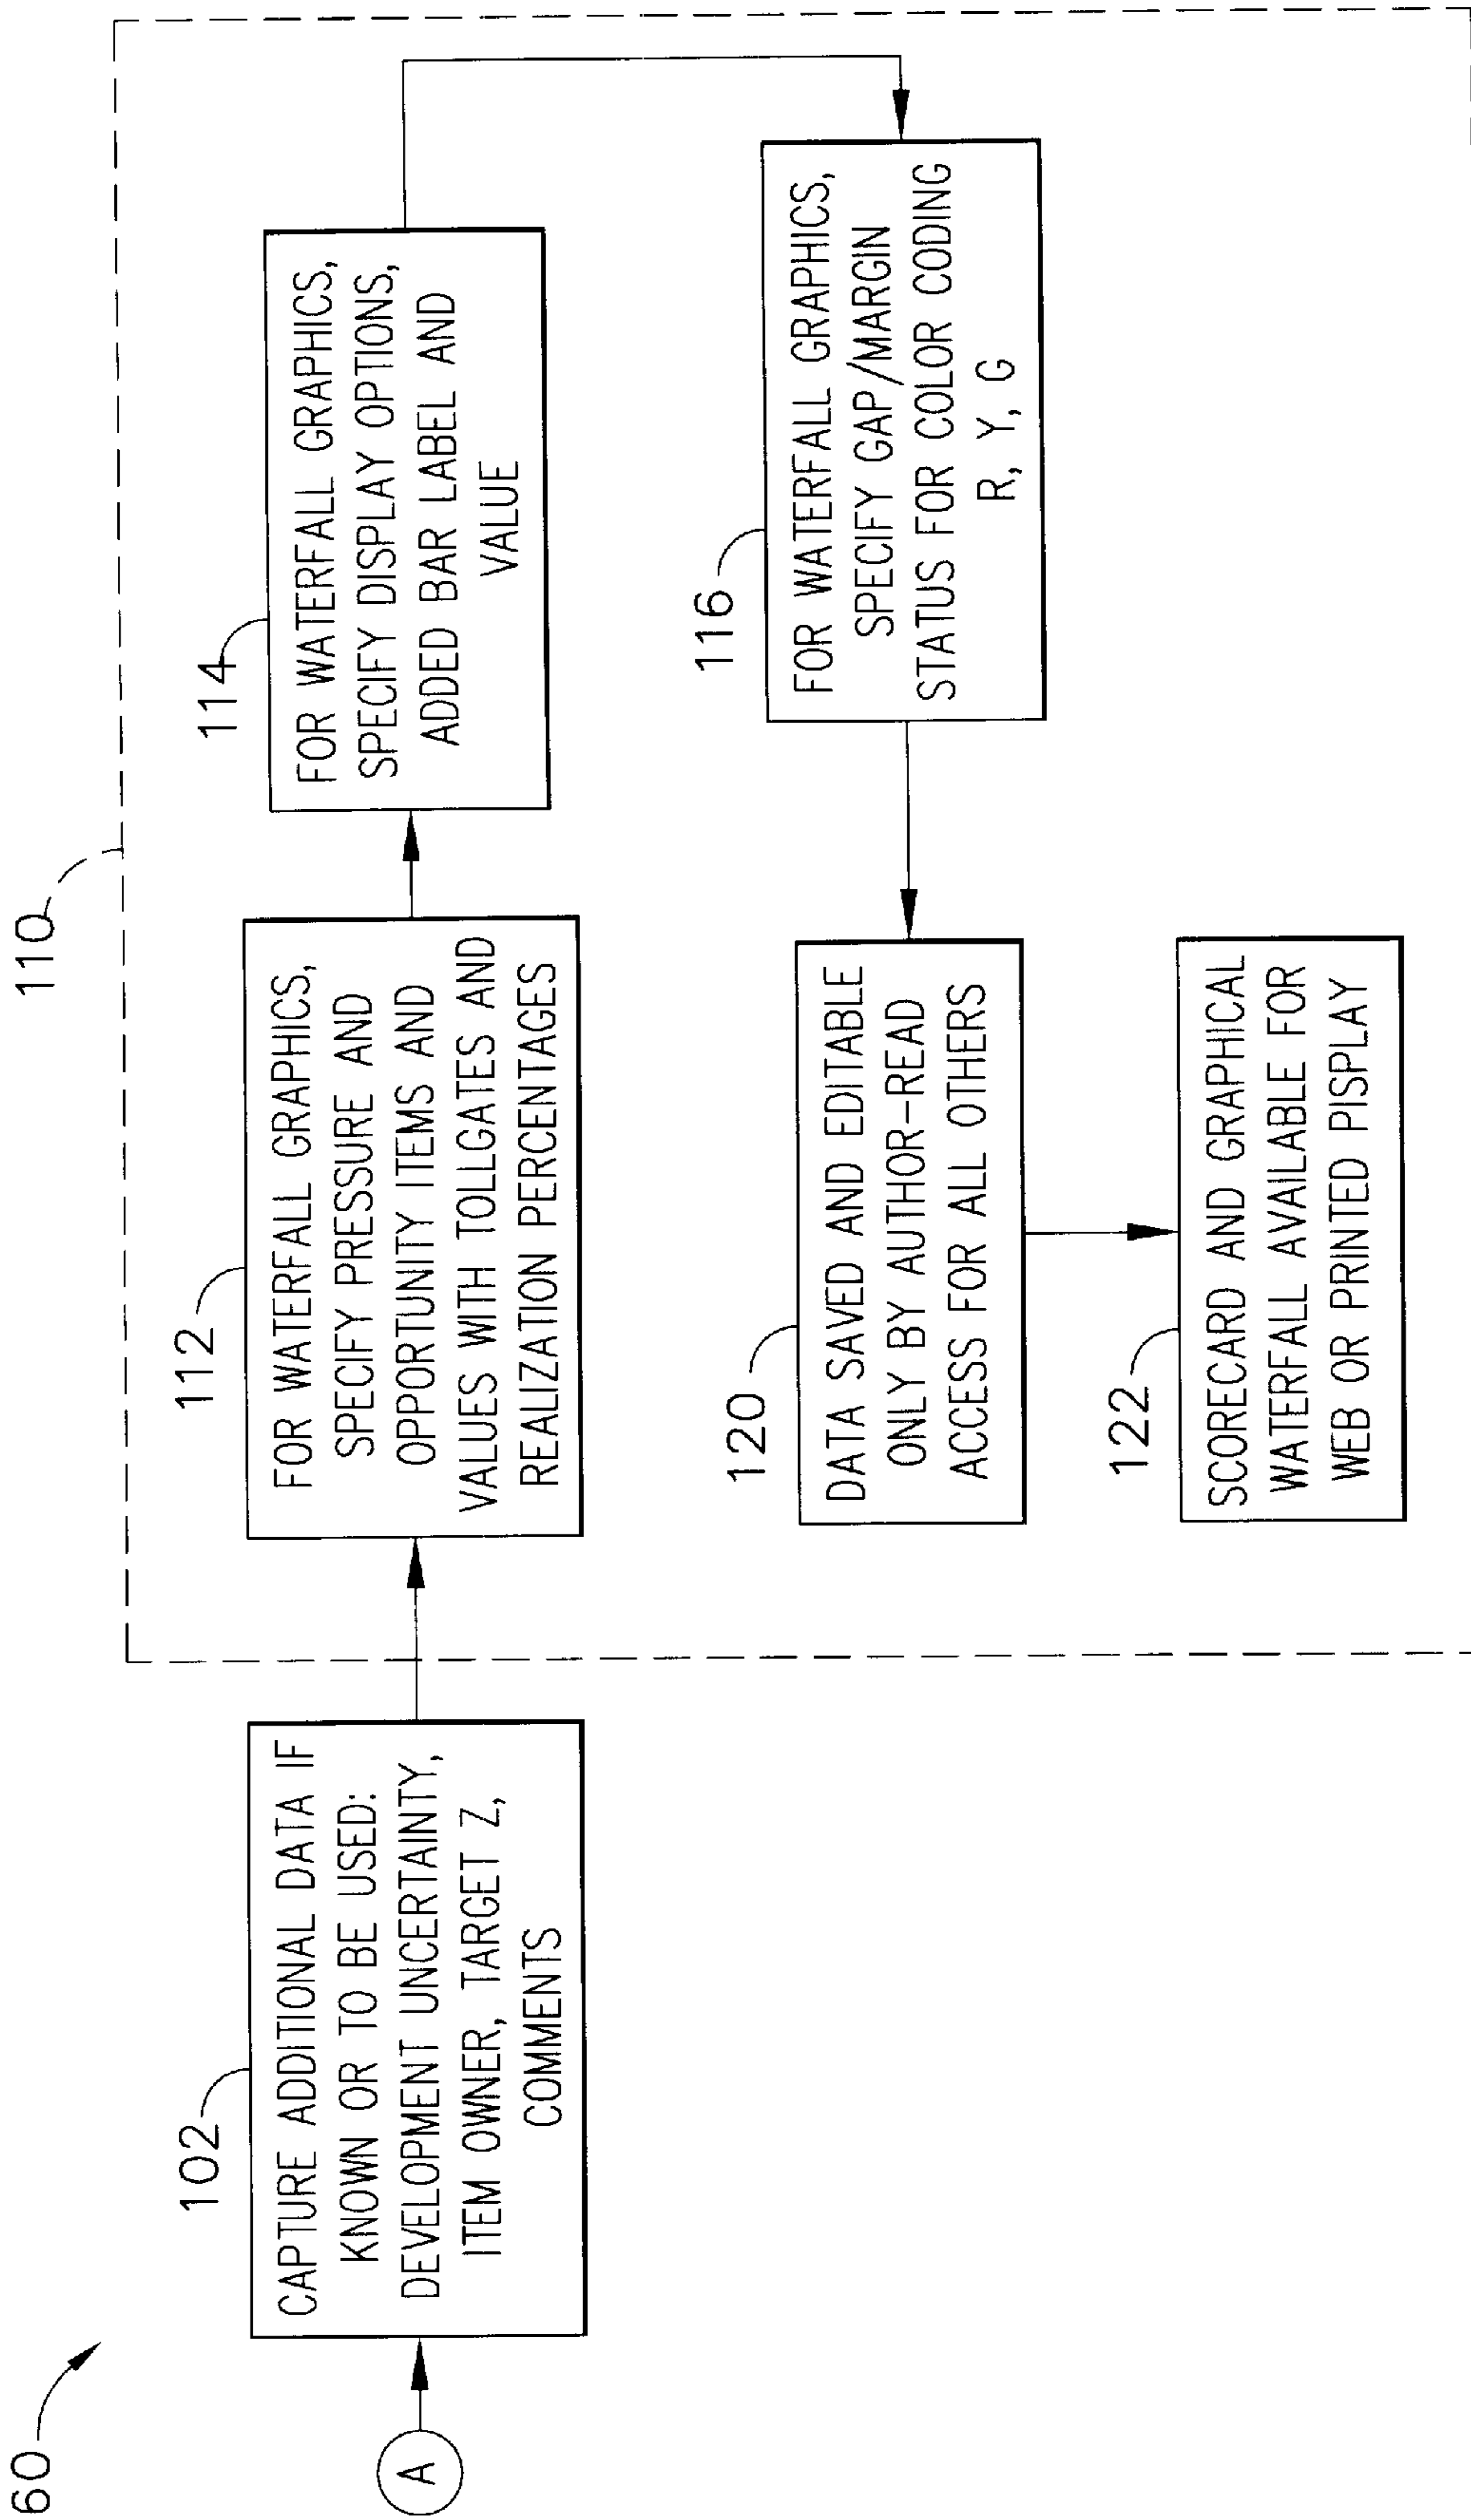 60
A
102
CAPTURE ADDITIONAL DATA IF
KNOWN OR TO BE USED:
DEVELOPMENT UNCERTAINTY,
ITEM OWNER, TARGET Z,
COMMENTS
110
112
FOR WATERFALL GRAPHICS,
SPECIFY PRESSURE AND
OPPORTUNITY ITEMS AND
VALUES WITH TOLLGATES AND
REALIZATION PERCENTAGES
114
FOR WATERFALL GRAPHICS,
SPECIFY DISPLAY OPTIONS,
ADDED BAR LABEL AND
VALUE
116
FOR WATERFALL GRAPHICS,
SPECIFY GAP/MARGIN
STATUS FOR COLOR CODING
R, Y, G
120
DATA SAVED AND EDITABLE
ONLY BY AUTHOR-READ
ACCESS FOR ALL OTHERS
122
SCORECARD AND GRAPHICAL
WATERFALL AVAILABLE FOR
WEB OR PRINTED PISPLAY